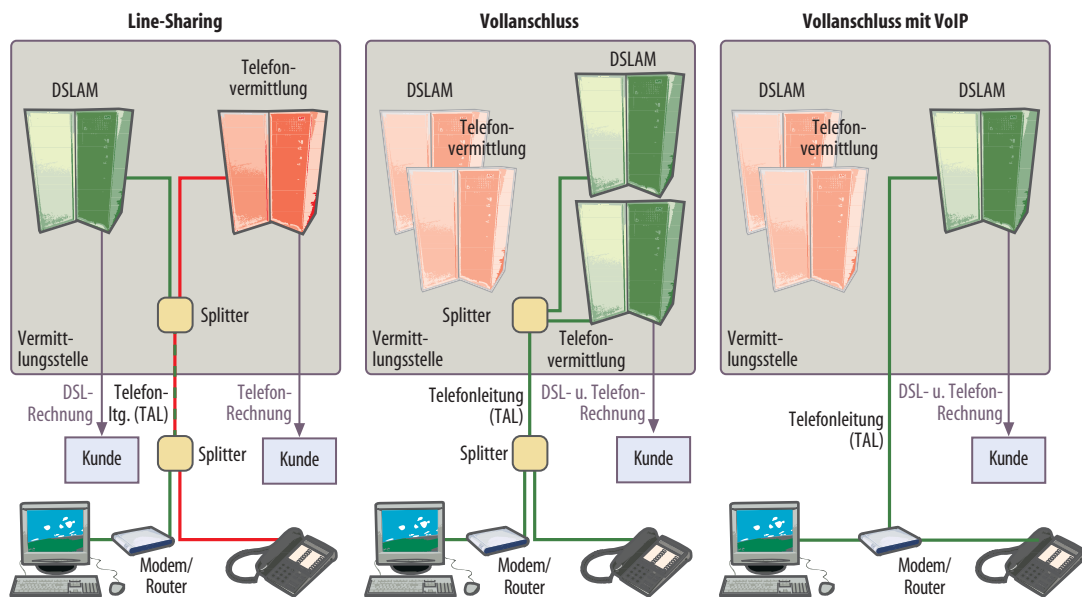 Line-Sharing
DSLAM
Telefon-
vermittlung
Splitter
Vermitt-
lungsstelle
DSL-
Rechnung
Telefon-
ltg. (TAL)
Telefon-
Rechnung
Kunde
Splitter
Kunde
Modem/
Router
Vollanschluss
DSLAM
DSLAM
Telefon-
vermittlung
Splitter
Vermitt-
lungsstelle
Telefon-
vermittlung
Telefonleitung
(TAL)
DSL- u. Telefon-
Rechnung
Splitter
Kunde
Modem/
Router
Vollanschluss mit VoIP
DSLAM
DSLAM
Telefon-
vermittlung
Vermitt-
lungsstelle
DSL- u. Telefon-
Rechnung
Telefonleitung
(TAL)
Kunde
Modem/
Router